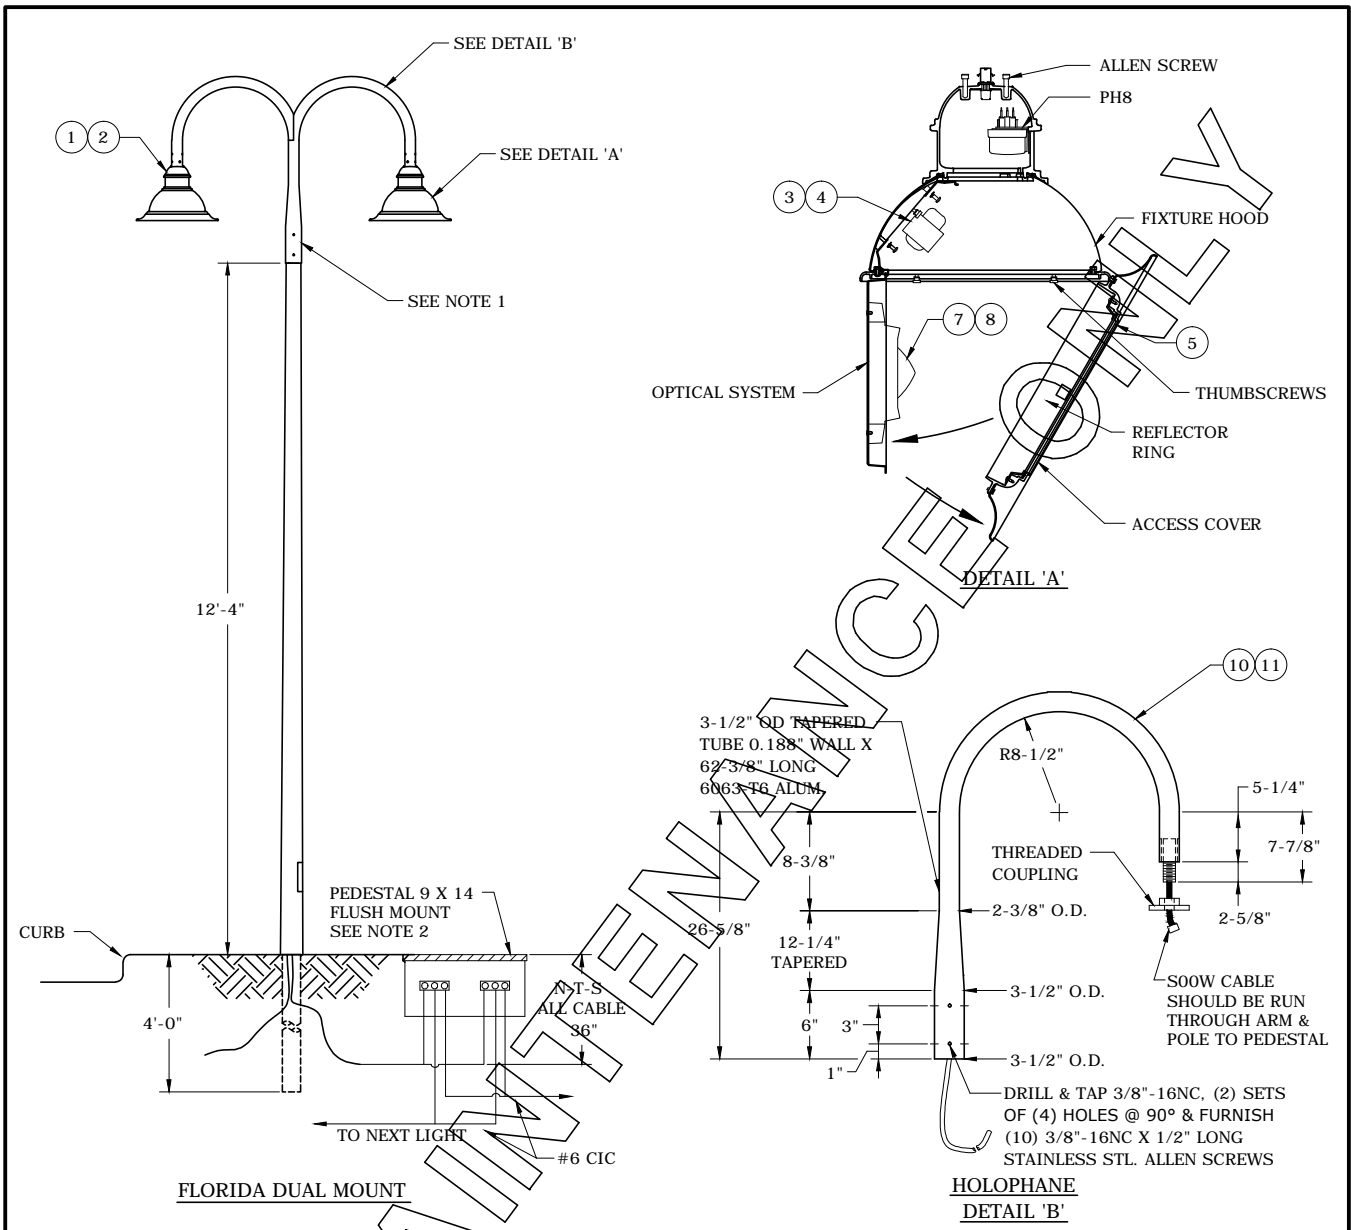 SEE DETAIL 'B'
1 2
SEE DETAIL 'A'
SEE NOTE 1
12'-4"
PEDESTAL 9 X 14
FLUSH MOUNT
SEE NOTE 2
CURB
4'-0"
N-T-S
ALL CABLE
36"
TO NEXT LIGHT
#6 CIC
FLORIDA DUAL MOUNT
ALLEN SCREW
PH8
3 4
FIXTURE HOOD
7 8
5
OPTICAL SYSTEM
THUMBSCREWS
REFLECTOR
RING
ACCESS COVER
DETAIL 'A'
10 11
3-1/2" OD TAPERED
TUBE 0.188" WALL X
62-3/8" LONG
6063-T6 ALUM.
R8-1/2"
5-1/4"
7-7/8"
8-3/8"
THREADED
COUPLING
2-3/8" O.D.
2-5/8"
26-5/8"
12-1/4"
TAPERED
3-1/2" O.D.
S00W CABLE
SHOULD BE RUN
THROUGH ARM &
POLE TO PEDESTAL
6"
3"
1"
3-1/2" O.D.
DRILL & TAP 3/8"-16NC, (2) SETS
OF (4) HOLES @ 90° & FURNISH
(10) 3/8"-16NC X 1/2" LONG
STAINLESS STL. ALLEN SCREWS
HOLOPHANE
DETAIL 'B'
INTENANCE ONLY